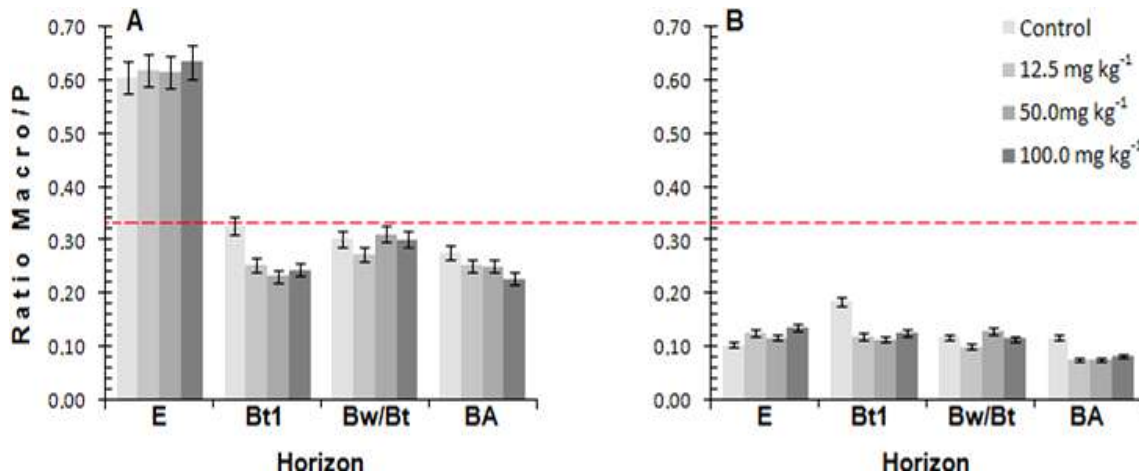 A
B
Ratio Macro/P
0.70
0.60
0.50
0.40
0.30
0.20
0.10
0.00
E Bt1 Bw/Bt BA
Horizon
0.70
0.60
0.50
0.40
0.30
0.20
0.10
0.00
E Bt1 Bw/Bt BA
Horizon
Control
12.5 mg kg⁻¹
50.0mg kg⁻¹
100.0 mg kg⁻¹